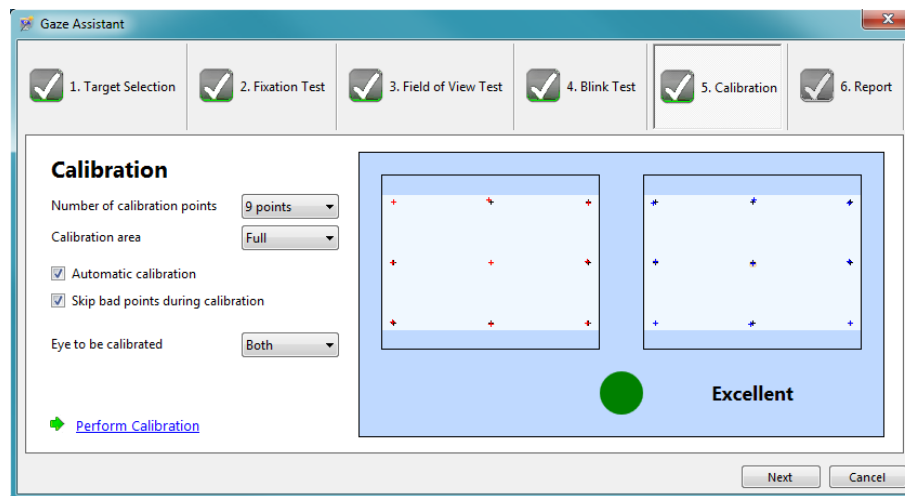 Gaze Assistant
1. Target Selection
2. Fixation Test
3. Field of View Test
4. Blink Test
5. Calibration
6. Report
Calibration
Number of calibration points 9 points
Calibration area Full
Automatic calibration
Skip bad points during calibration
Eye to be calibrated Both
Excellent
Perform Calibration
Next Cancel